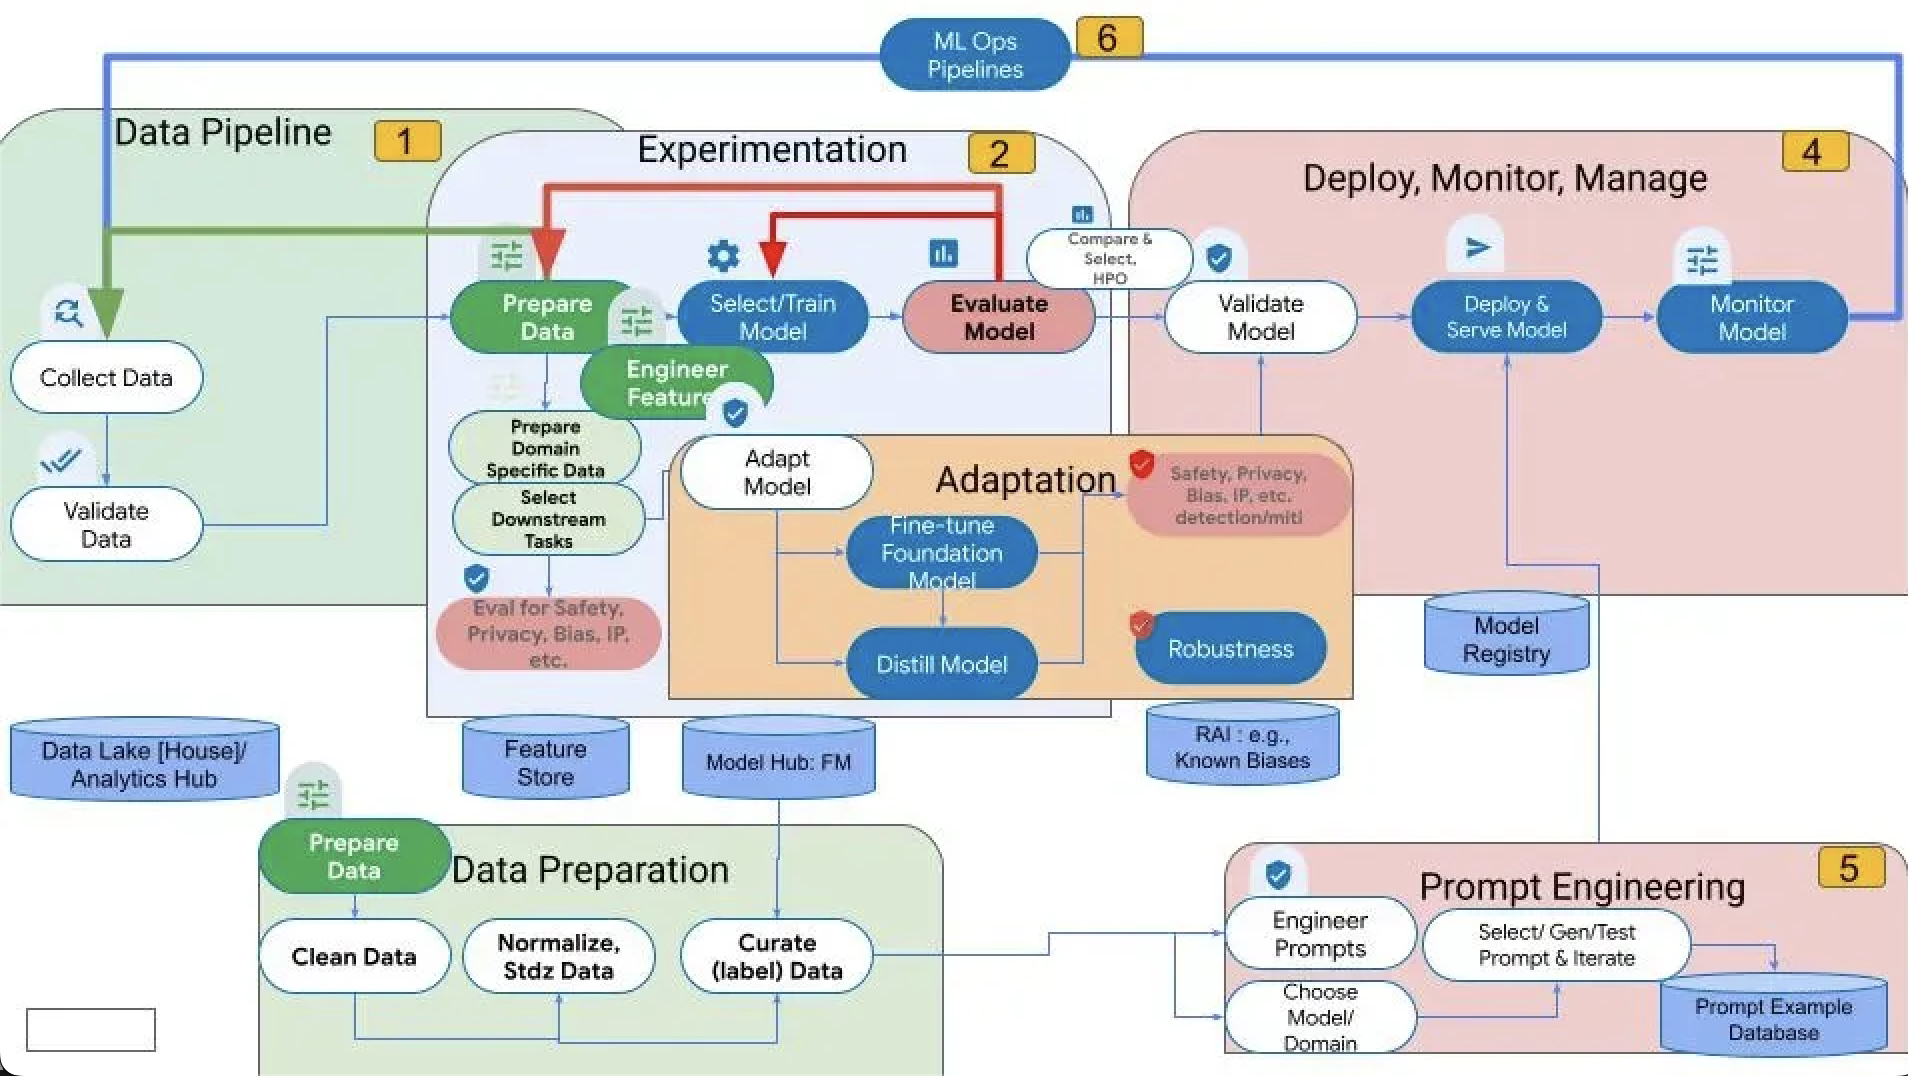 ML Ops
Pipelines
6
Data Pipeline
1
Experimentation
2
4
Deploy, Monitor, Manage
Compare &
Select,
HPO
Prepare
Data
Select/Train
Model
Evaluate
Model
Validate
Model
Deploy &
Serve Model
Monitor
Model
Collect Data
Engineer
Feature
Prepare
Domain
Specific Data
Adapt
Model
Adaptation
Safety, Privacy,
Bias, IP, etc.
detection/miti
Validate
Data
Select
Downstream
Tasks
Fine-tune
Foundation
Model
Eval for Safety,
Privacy, Bias, IP,
etc.
Distill Model
Robustness
Model
Registry
Data Lake [House]/
Analytics Hub
Feature
Store
Model Hub: FM
RAI : e.g.,
Known Biases
Prepare
Data
Data Preparation
5
Prompt Engineering
Clean Data
Normalize,
Stdz Data
Curate
(label) Data
Engineer
Prompts
Select/ Gen/Test
Prompt & Iterate
Choose
Model/
Domain
Prompt Example
Database